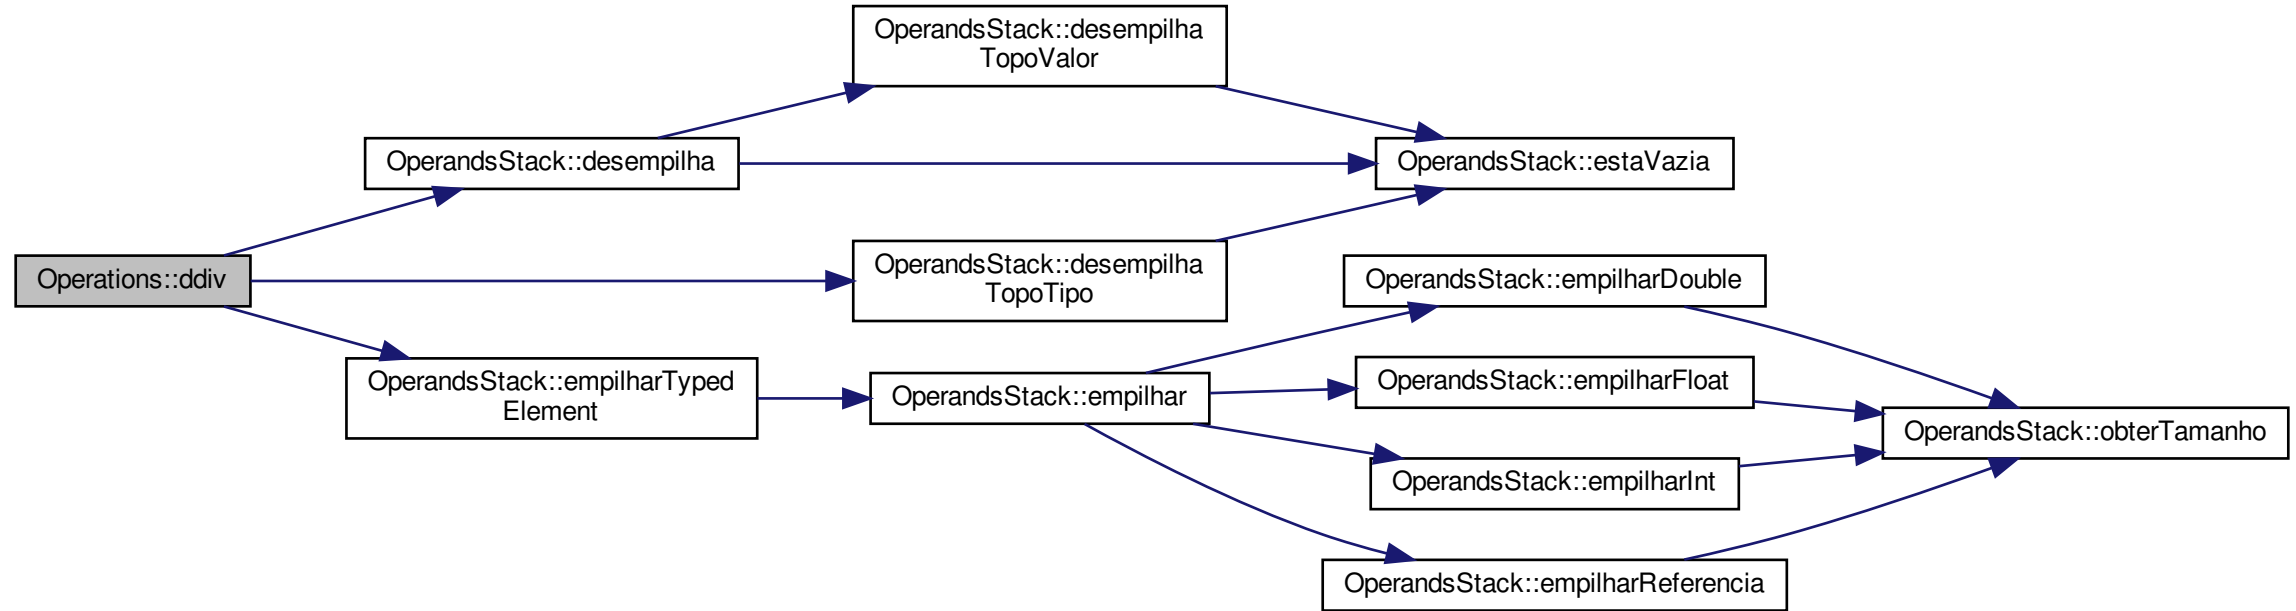 OperandsStack::desempilha
TopoValor
OperandsStack::desempilha
OperandsStack::estaVazia
Operations::ddiv
OperandsStack::desempilha
TopoTipo
OperandsStack::empilharDouble
OperandsStack::empilharTyped
Element
OperandsStack::empilhar
OperandsStack::empilharFloat
OperandsStack::obterTamanho
OperandsStack::empilharInt
OperandsStack::empilharReferencia